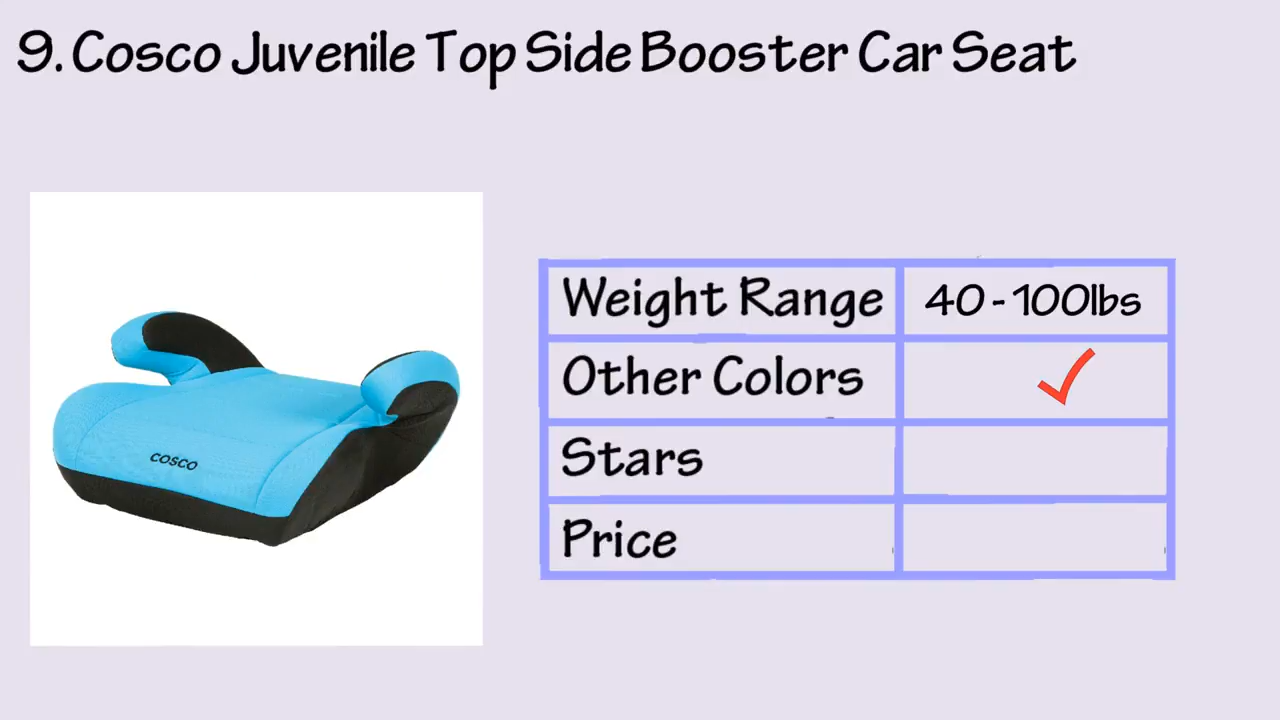 9. Cosco Juvenile Top Side Booster Car Seat
COSCO
Weight Range 40 - 100lbs
Other Colors
Stars
Price